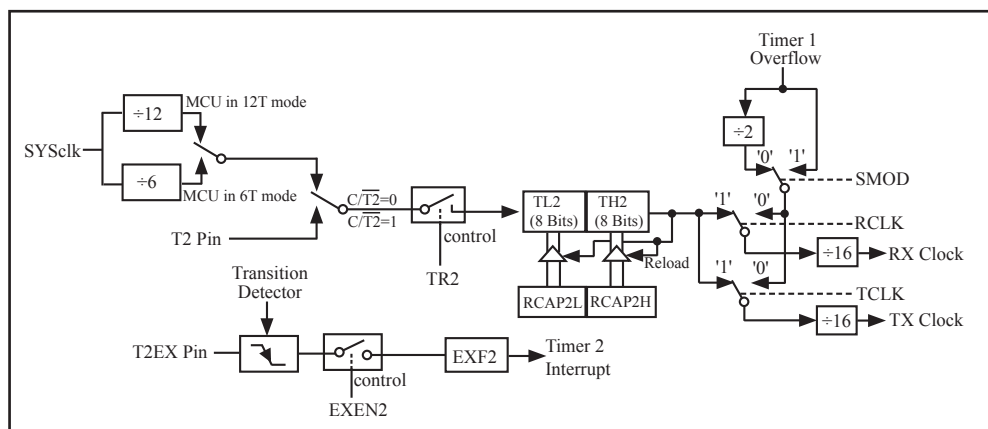 Timer 1
Overflow
÷12
MCU in 12T mode
SYSclk
÷6
MCU in 6T mode
÷2
'0'
'1'
SMOD
C/T2=0
C/T2=1
T2 Pin
control
TR2
TL2
(8 Bits)
TH2
(8 Bits)
'1'
'0'
RCLK
÷16
RX Clock
Reload
RCAP2L
RCAP2H
'1'
'0'
TCLK
÷16
TX Clock
Transition
Detector
T2EX Pin
control
EXEN2
EXF2
Timer 2
Interrupt